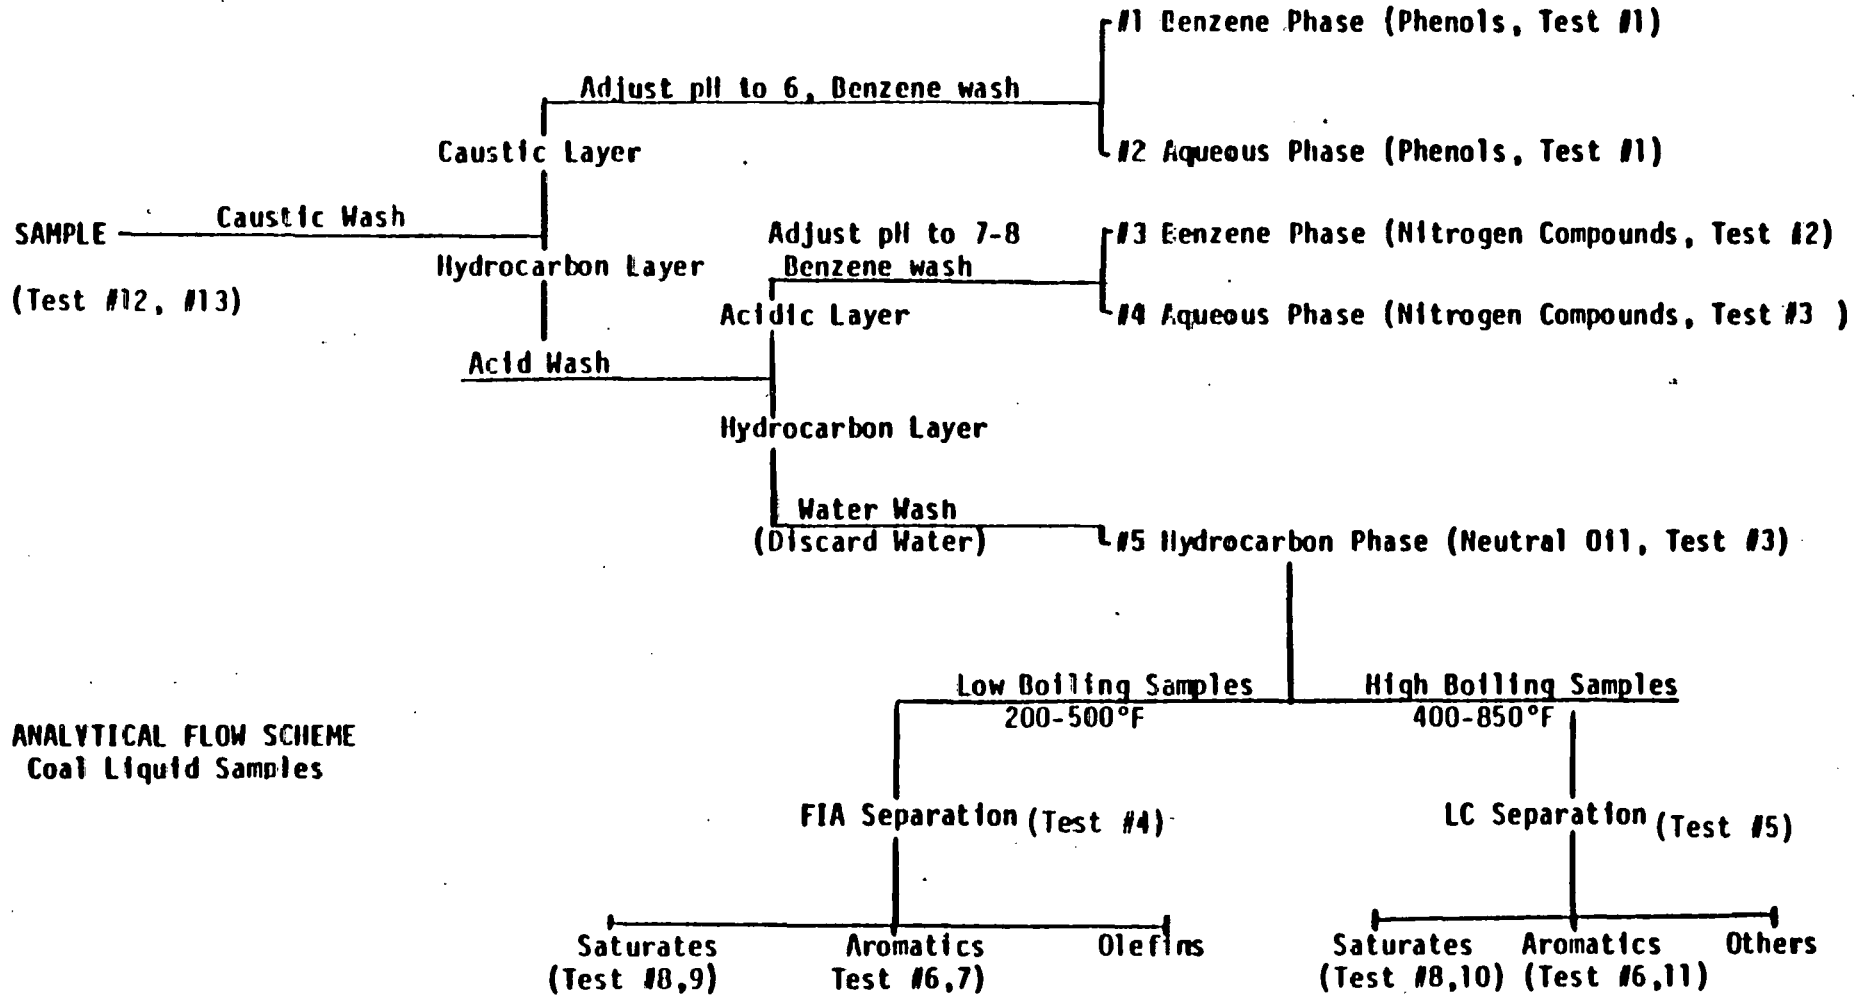 #1 Benzene Phase (Phenols, Test #1)
Adjust pH to 6, Benzene wash
Caustic Layer
#2 Aqueous Phase (Phenols, Test #1)
SAMPLE
Caustic Wash
(Test #12, #13)
Hydrocarbon Layer
Adjust pH to 7-8
Benzene wash
#3 Benzene Phase (Nitrogen Compounds, Test #2)
Acidic Layer
#4 Aqueous Phase (Nitrogen Compounds, Test #3 )
Acid Wash
Hydrocarbon Layer
Water Wash
(Discard Water)
#5 Hydrocarbon Phase (Neutral Oil, Test #3)
Low Boiling Samples
200-500°F
High Boiling Samples
400-850°F
ANALYTICAL FLOW SCHEME
Coal Liquid Samples
FIA Separation (Test #4)
LC Separation (Test #5)
Saturates
(Test #8,9)
Aromatics
Test #6,7)
Olefins
Saturates
(Test #8,10)
Aromatics
(Test #6,11)
Others